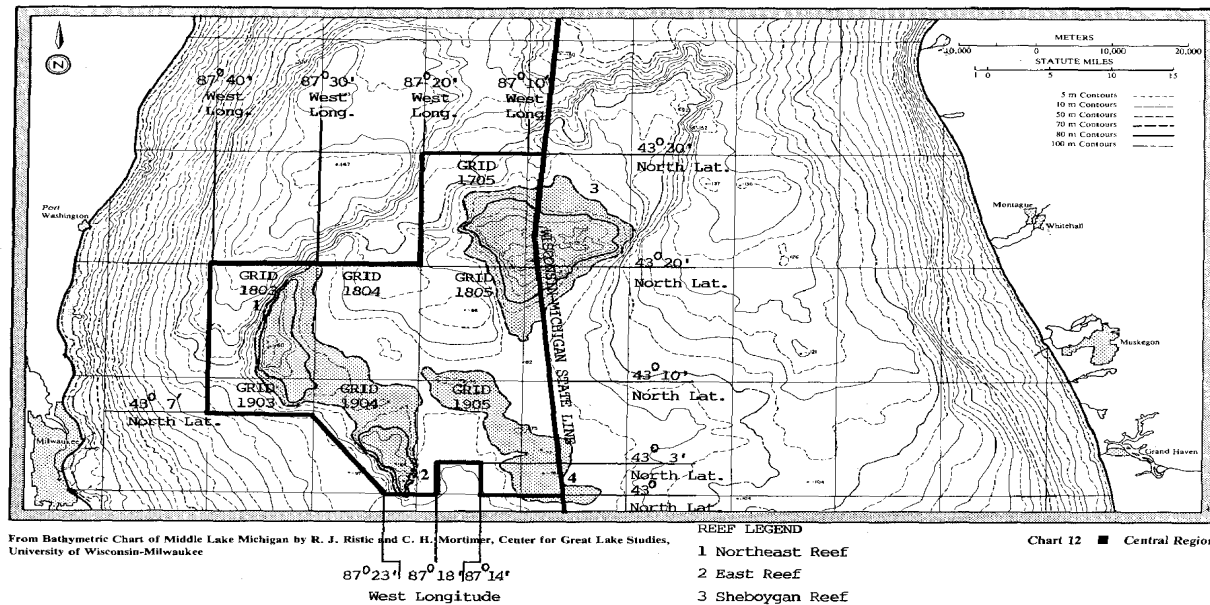 N
87° 40' 87° 30' 87° 20' 87° 10'
West West West West
Long. Long. Long. Long.
METERS
10,000 0 10,000 20,000
STATUTE MILES
1 0 5 10 15
5 m Contours
10 m Contours
50 m Contours
70 m Contours
80 m Contours
100 m Contours
43° 30'
North Lat.
GRID
1705
3
Port
Washington
Montague
Whitehall
43° 20'
North Lat.
GRID
1803
GRID
1804
GRID
1805
1
WISCONSIN-MICHIGAN STATE LINE
Muskegon
43° 10'
North Lat.
GRID
1903
GRID
1904
GRID
1905
43° 7'
North Lat.
Milwaukee
2
43° 3'
North Lat.
4
43°
North Lat.
Grand Haven
From Bathymetric Chart of Middle Lake Michigan by R. J. Ristic and C. H. Mortimer, Center for Great Lake Studies,
University of Wisconsin-Milwaukee
Chart 12 ■ Central Region
87° 23' 87° 18' 87° 14'
West Longitude
REEF LEGEND
1 Northeast Reef
2 East Reef
3 Sheboygan Reef